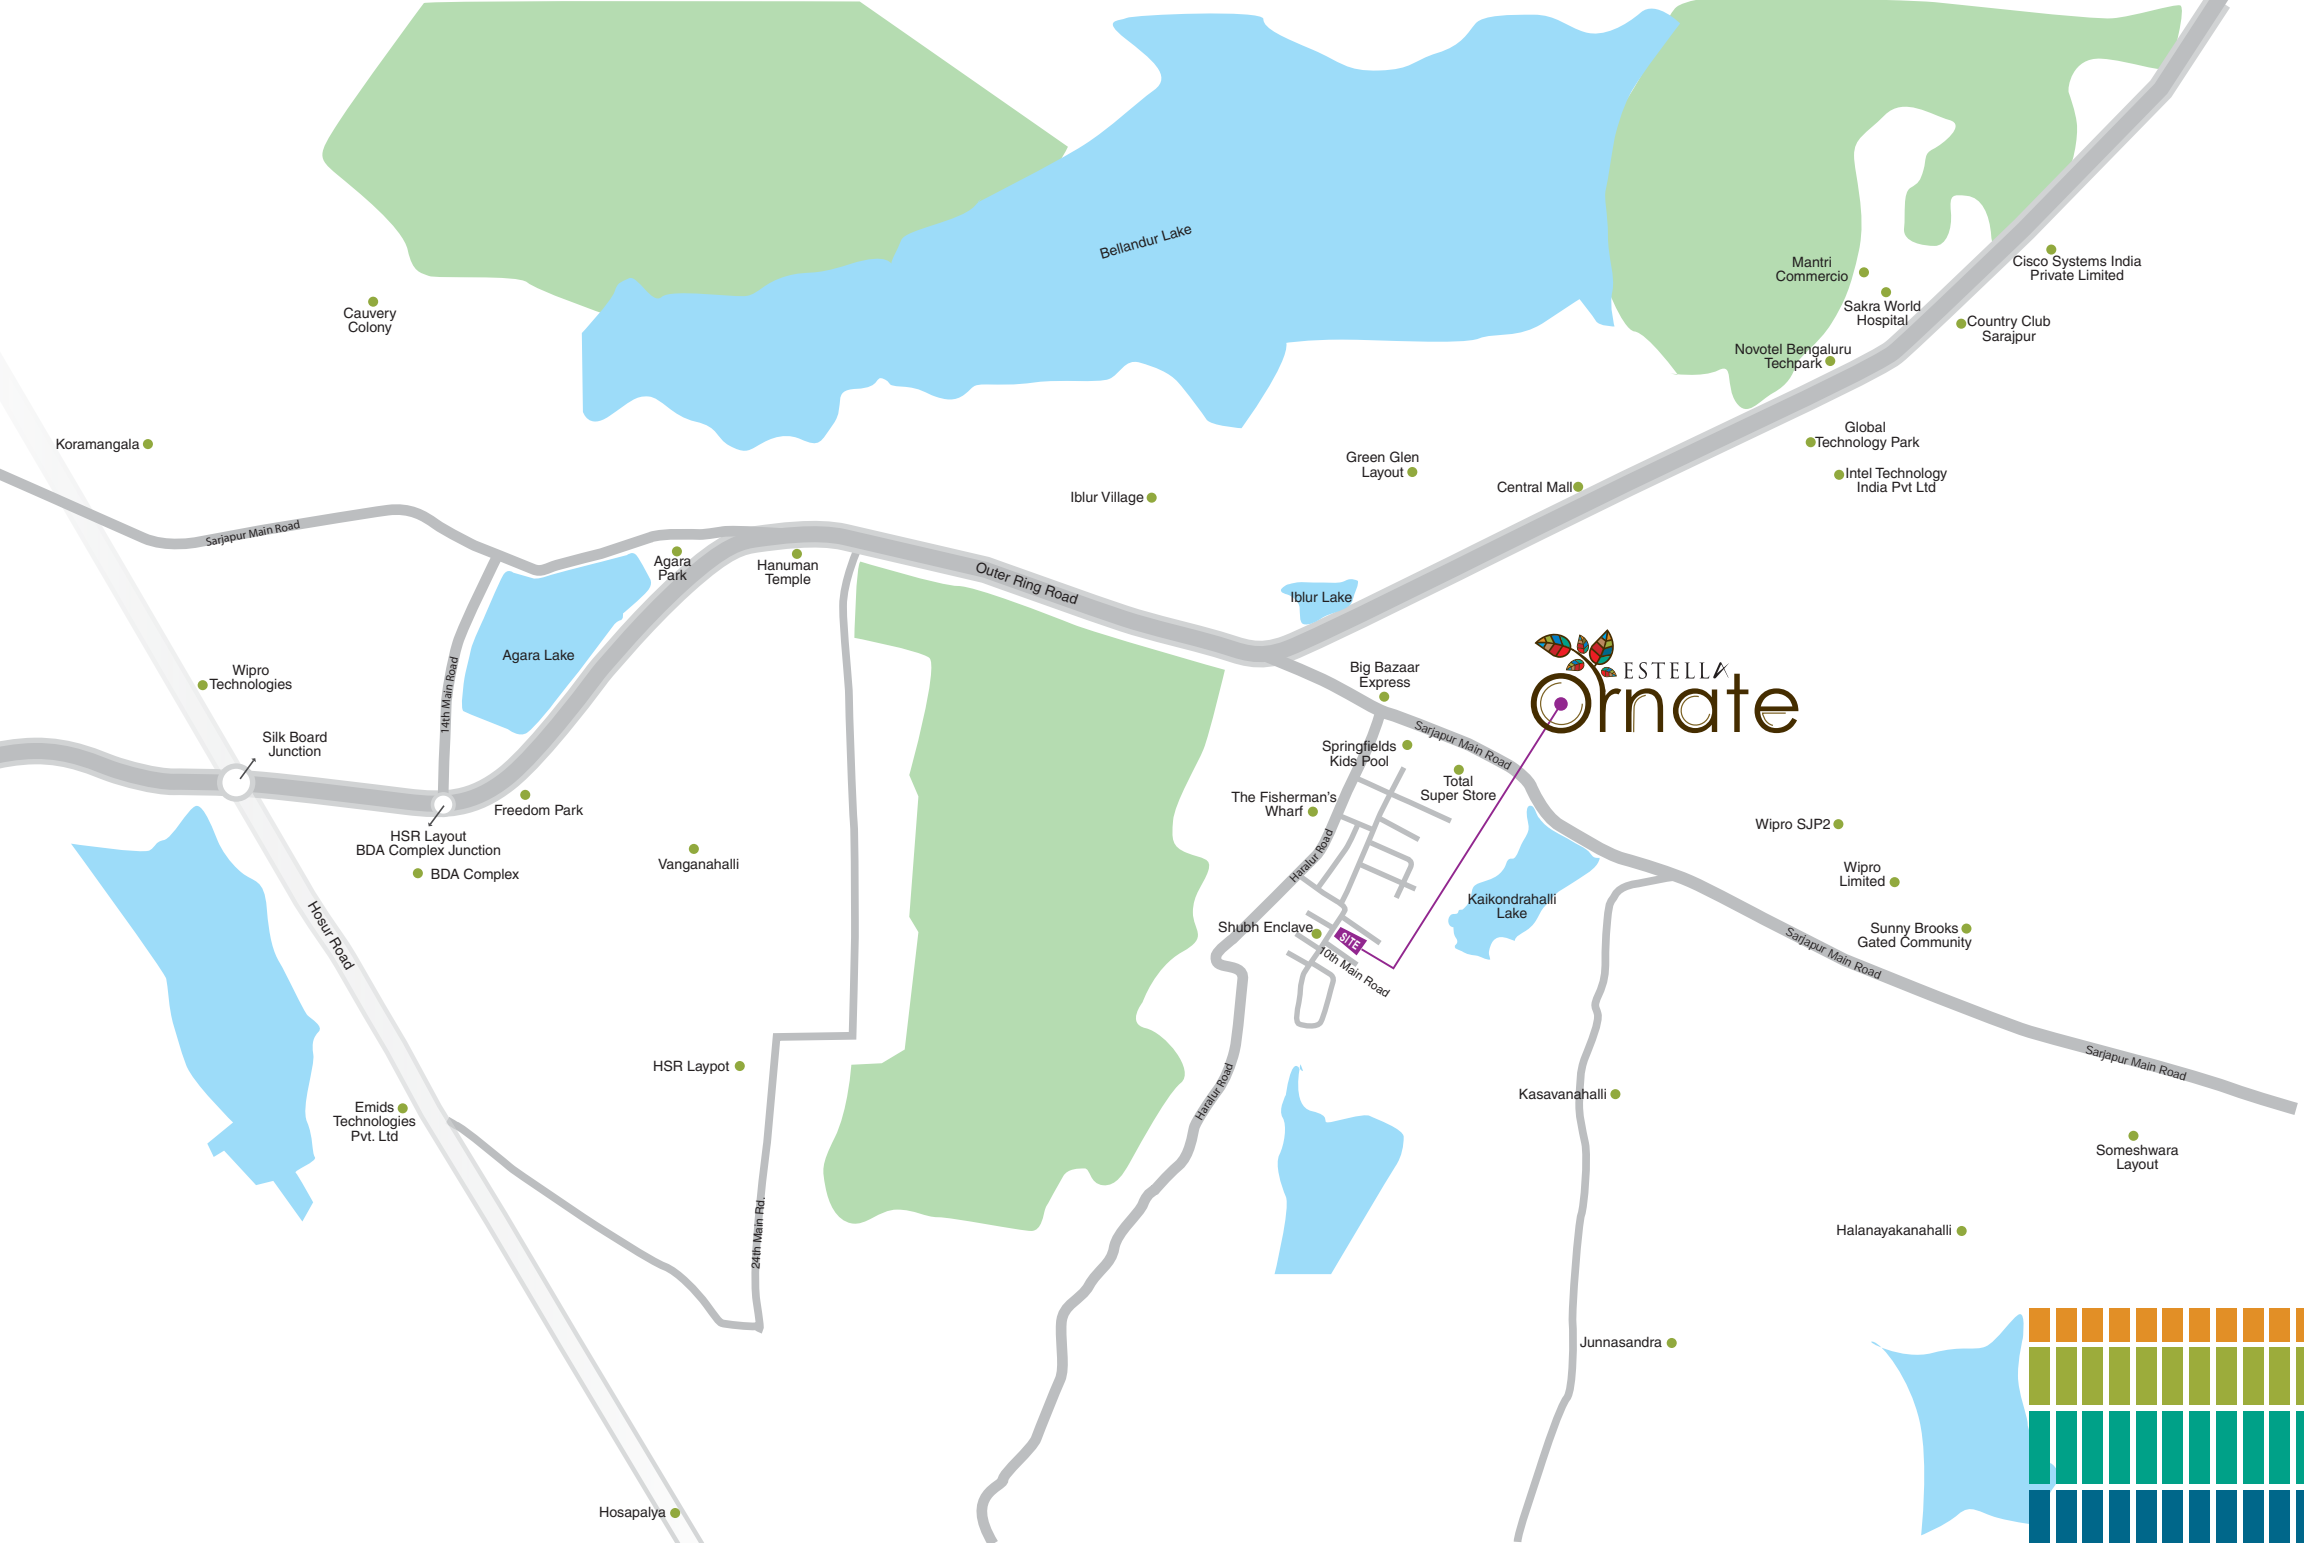 Bellandur Lake
Cauvery
Colony
Mantri
Commercio
Cisco Systems India
Private Limited
Sakra World
Hospital
Country Club
Sarajpur
Novotel Bengaluru
Techpark
Koramangala
Global
Technology Park
Green Glen
Layout
Central Mall
Intel Technology
India Pvt Ltd
Iblur Village
Sarjapur Main Road
Agara
Park
Hanuman
Temple
Outer Ring Road
Iblur Lake
Agara Lake
Wipro
Technologies
14th Main Road
Big Bazaar
Express
ESTELLA
Ornate
Silk Board
Junction
Springfields
Kids Pool
Sarjapur Main Road
Total
Super Store
The Fisherman's
Wharf
Freedom Park
HSR Layout
BDA Complex Junction
BDA Complex
Vanganahalli
Haralur Road
Wipro SJP2
Wipro
Limited
Kaikondrahalli
Lake
Shubh Enclave
SITE
10th Main Road
Sunny Brooks
Gated Community
Sarjapur Main Road
Hosur Road
HSR Laypot
Emids
Technologies
Pvt. Ltd
Haralur Road
Kasavanahalli
Sarjapur Main Road
Someshwara
Layout
24th Main Rd.
Halanayakanahalli
Junnasandra
Hosapalya